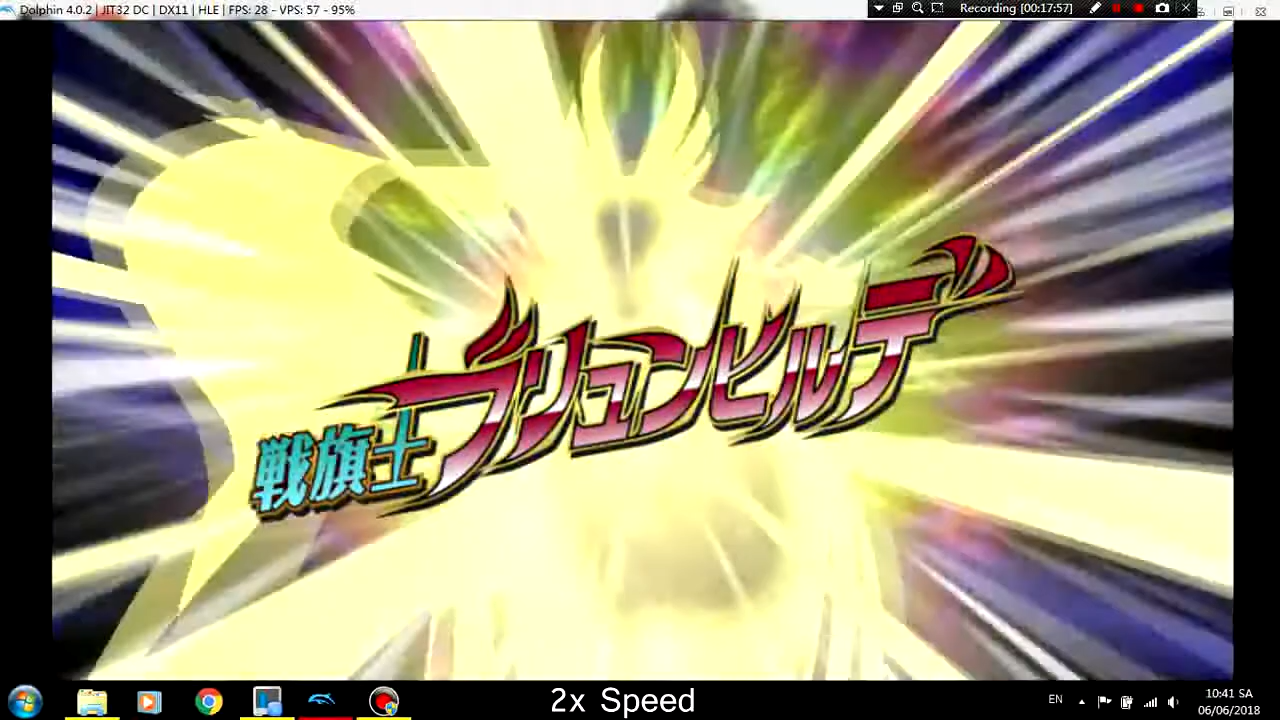 Dolphin 4.0.2 | JIT32 DC | DX11 | HLE | FPS: 28 - VPS: 57 - 95%
Recording [00:17:57]
戦旗士ブリュンヒルデ
2x Speed
EN
10:41 SA
06/06/2018